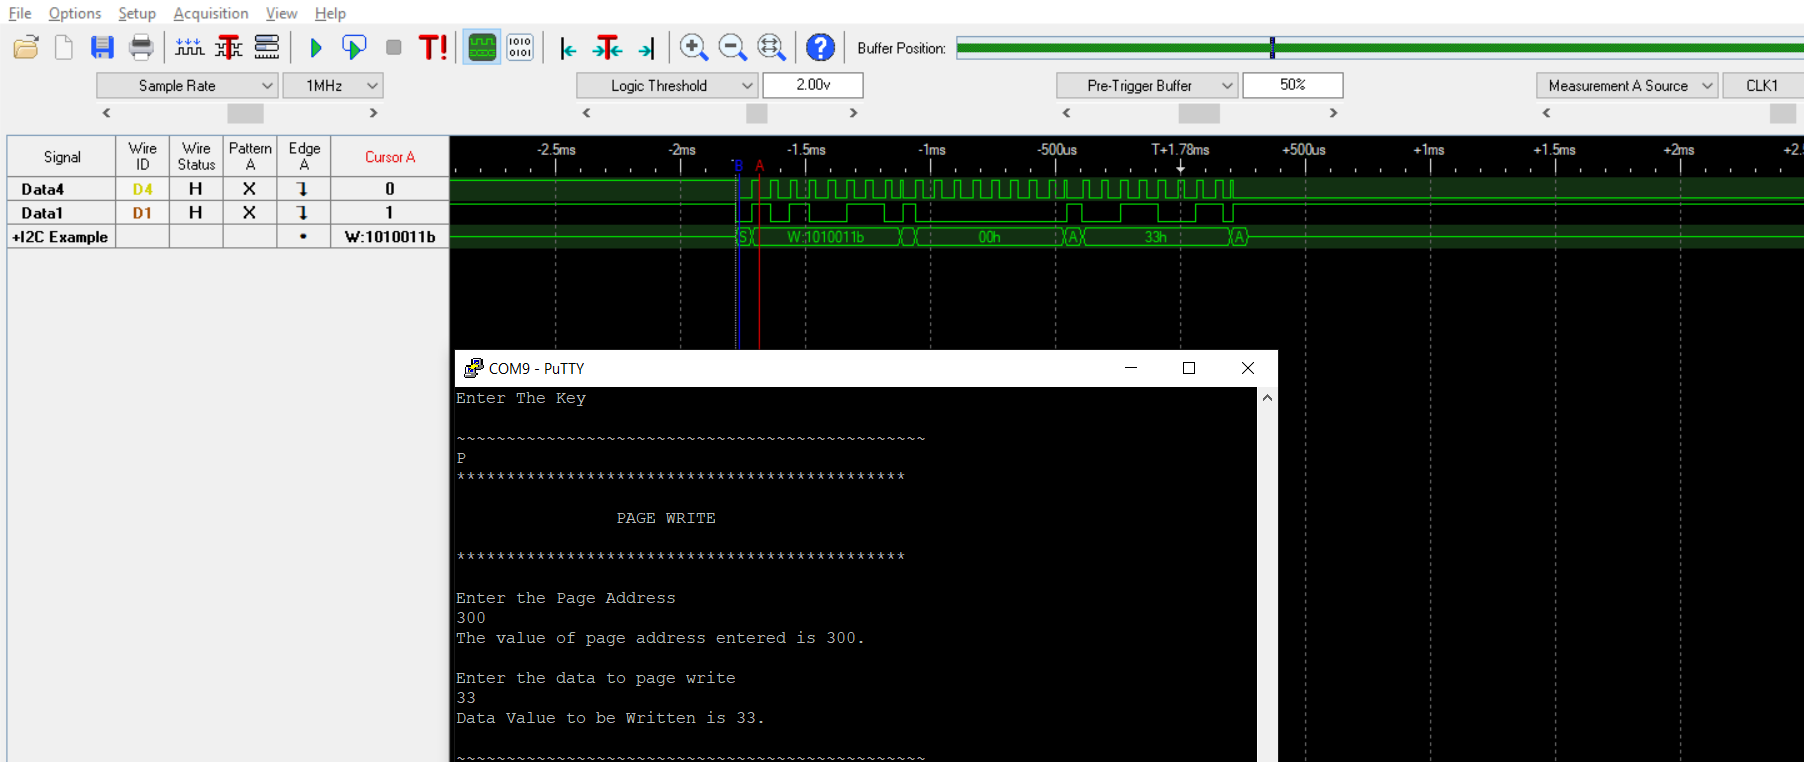 File Options Setup Acquisition View Help
T! 1010 0101 ? Buffer Position:
Sample Rate 1MHz Logic Threshold 2.00v Pre-Trigger Buffer 50% Measurement A Source CLK1
Signal Wire ID Wire Status Pattern A Edge A Cursor A
-2.5ms -2ms -1.5ms -1ms -500us T+1.78ms +500us +1ms +1.5ms +2ms +2.5
B A
Data4 D4 H X 0
Data1 D1 H X 1
+I2C Example W:1010011b S W:1010011b 00h A 33h A
COM9 - PuTTY
Enter The Key
~~~~~~~~~~~~~~~~~~~~~~~~~~~~~~~~~~~~~~~~~~~~~~~
P
*********************************************
PAGE WRITE
*********************************************
Enter the Page Address
300
The value of page address entered is 300.
Enter the data to page write
33
Data Value to be Written is 33.
~~~~~~~~~~~~~~~~~~~~~~~~~~~~~~~~~~~~~~~~~~~~~~~